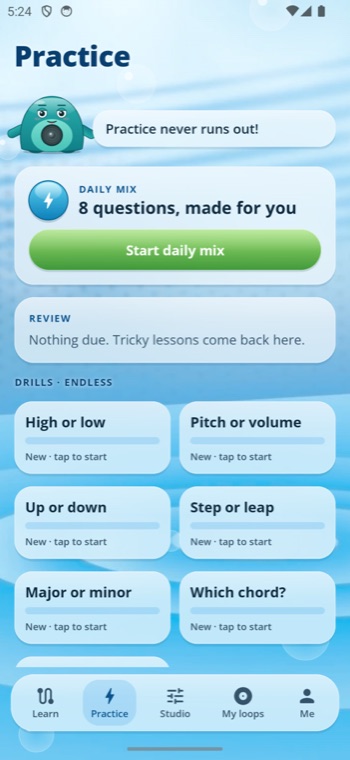 5:24
Practice
Practice never runs out!
DAILY MIX
8 questions, made for you
Start daily mix
REVIEW
Nothing due. Tricky lessons come back here.
DRILLS · ENDLESS
High or low
New · tap to start
Pitch or volume
New · tap to start
Up or down
New · tap to start
Step or leap
New · tap to start
Major or minor
New · tap to start
Which chord?
New · tap to start
Learn
Practice
Studio
My loops
Me